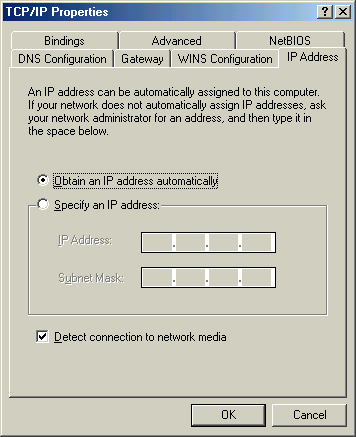 TCP/IP Properties
Bindings Advanced NetBIOS
DNS Configuration Gateway WINS Configuration IP Address
An IP address can be automatically assigned to this computer.
If your network does not automatically assign IP addresses, ask
your network administrator for an address, and then type it in
the space below.
Obtain an IP address automatically
Specify an IP address:
IP Address:
Subnet Mask:
Detect connection to network media
OK Cancel